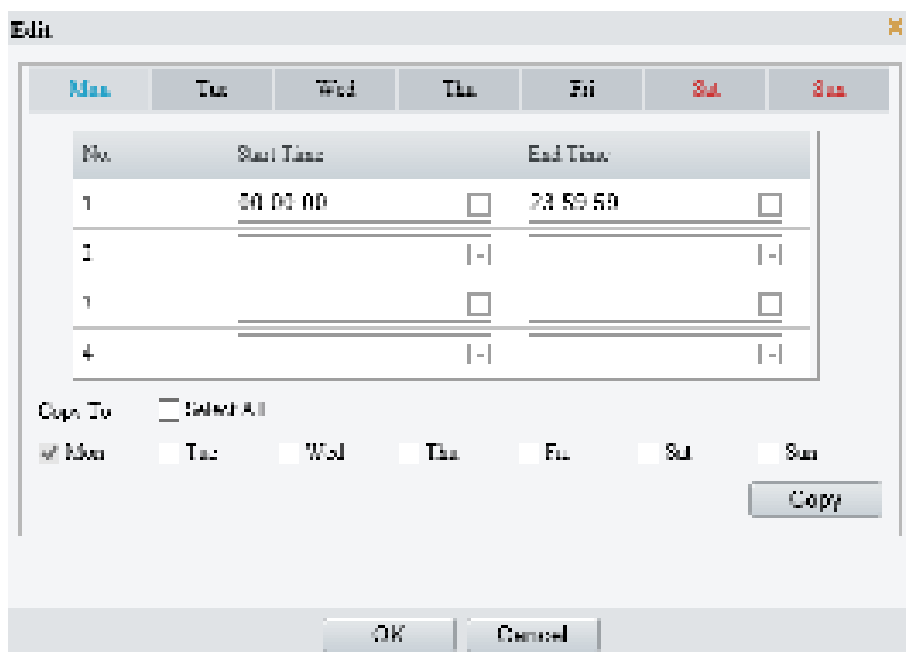 Edit
Mon Tue Wed Thu Fri Sat Sun
No. Start Time End Time
1 00:00:00 23:59:59
2
3
4
Copy To Select All
Mon Tue Wed Thu Fri Sat Sun
Copy
OK Cancel